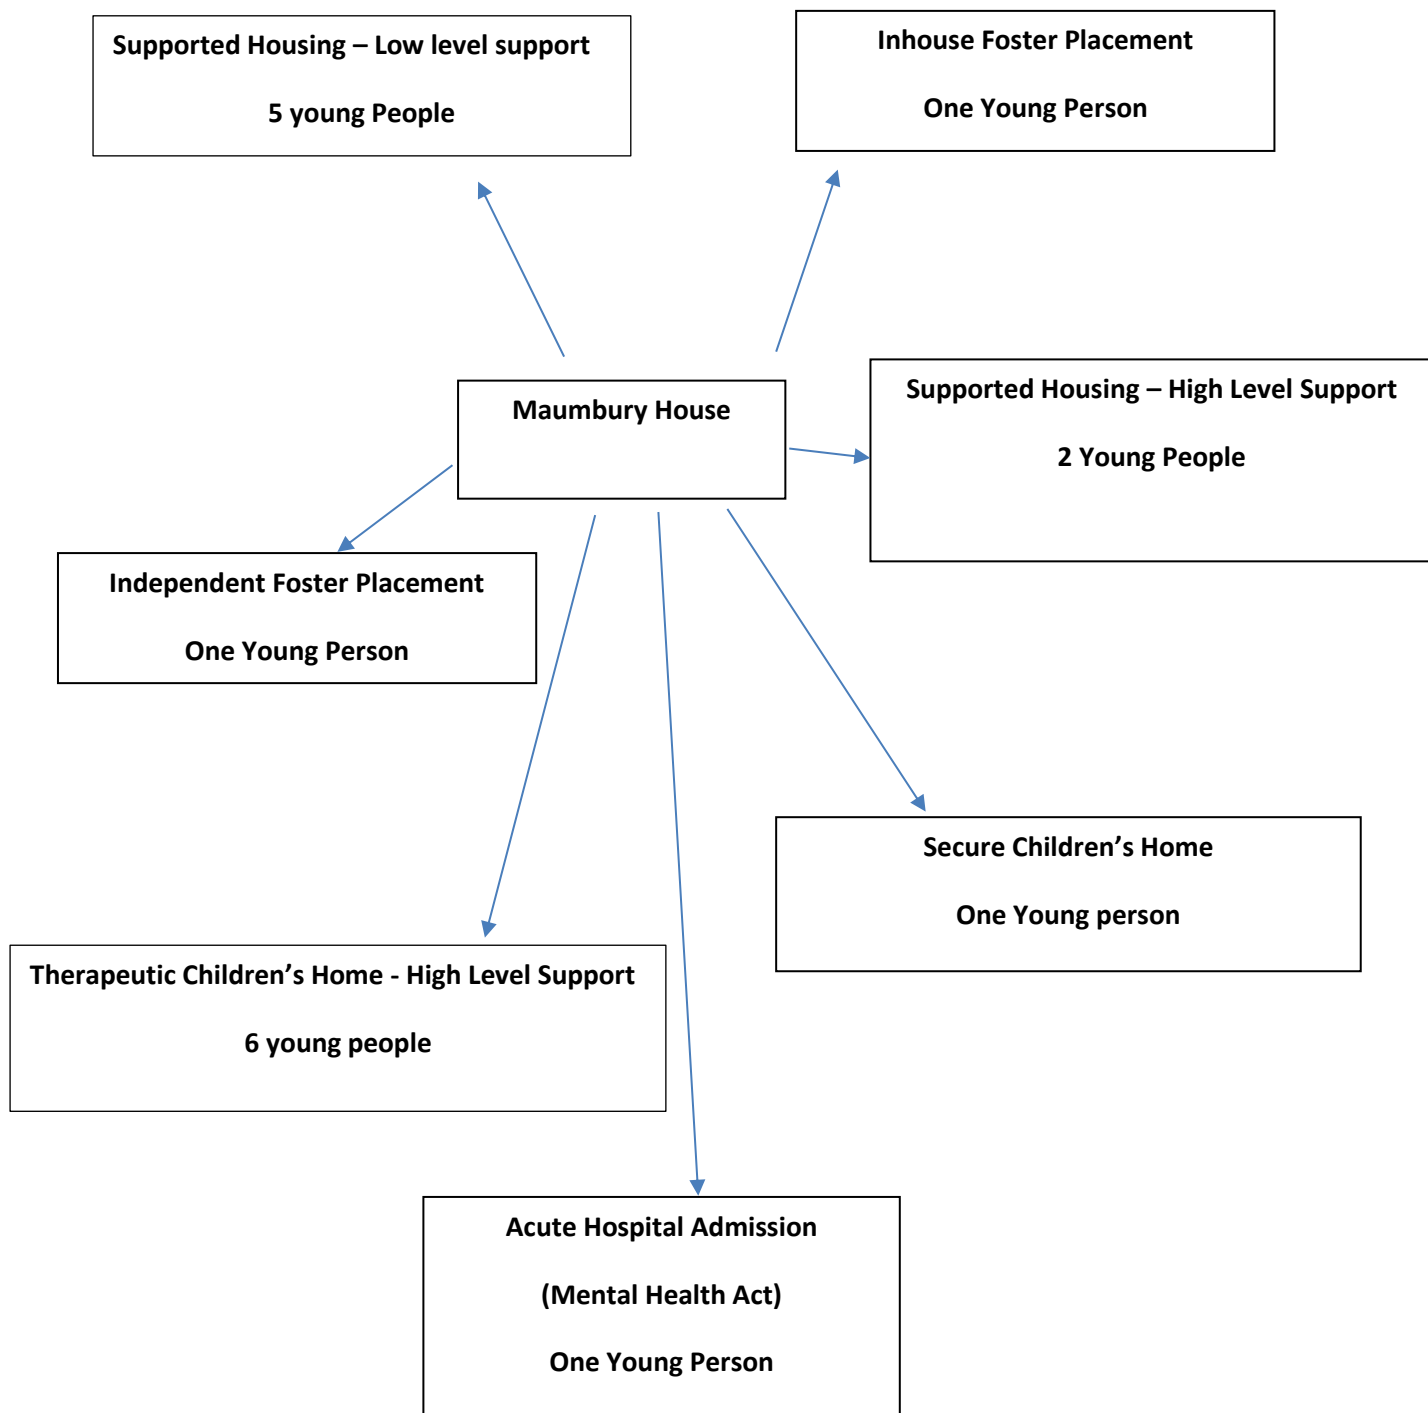 Supported Housing – Low level support
5 young People
Inhouse Foster Placement
One Young Person
Maumbury House
Supported Housing – High Level Support
2 Young People
Independent Foster Placement
One Young Person
Secure Children’s Home
One Young person
Therapeutic Children’s Home - High Level Support
6 young people
Acute Hospital Admission
(Mental Health Act)
One Young Person